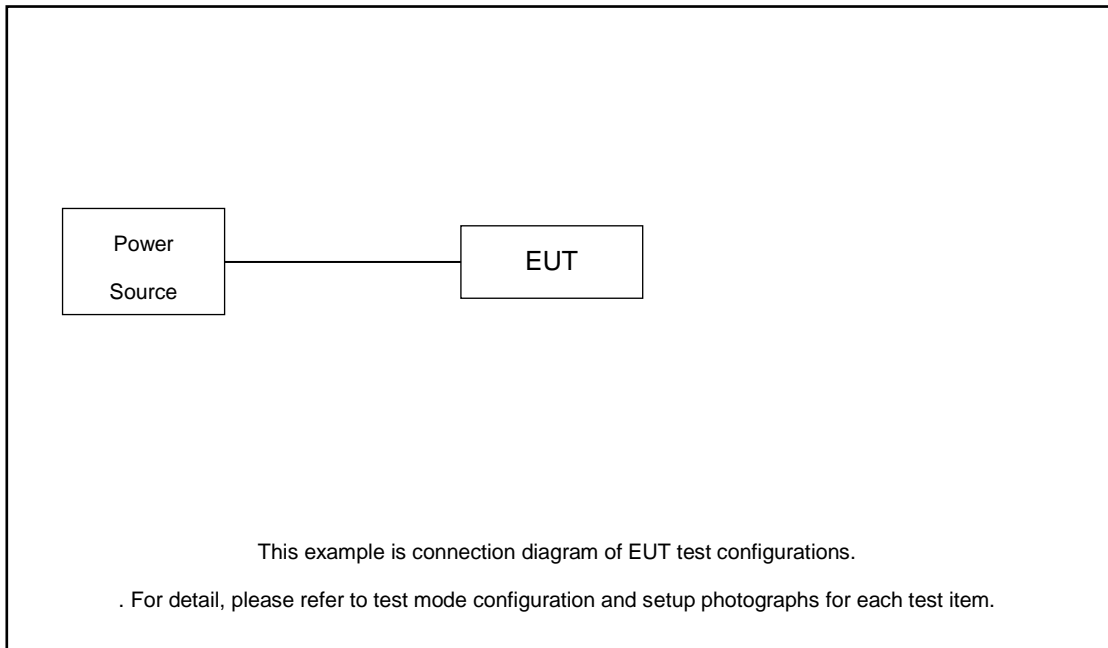 Power
Source
EUT
This example is connection diagram of EUT test configurations.
. For detail, please refer to test mode configuration and setup photographs for each test item.